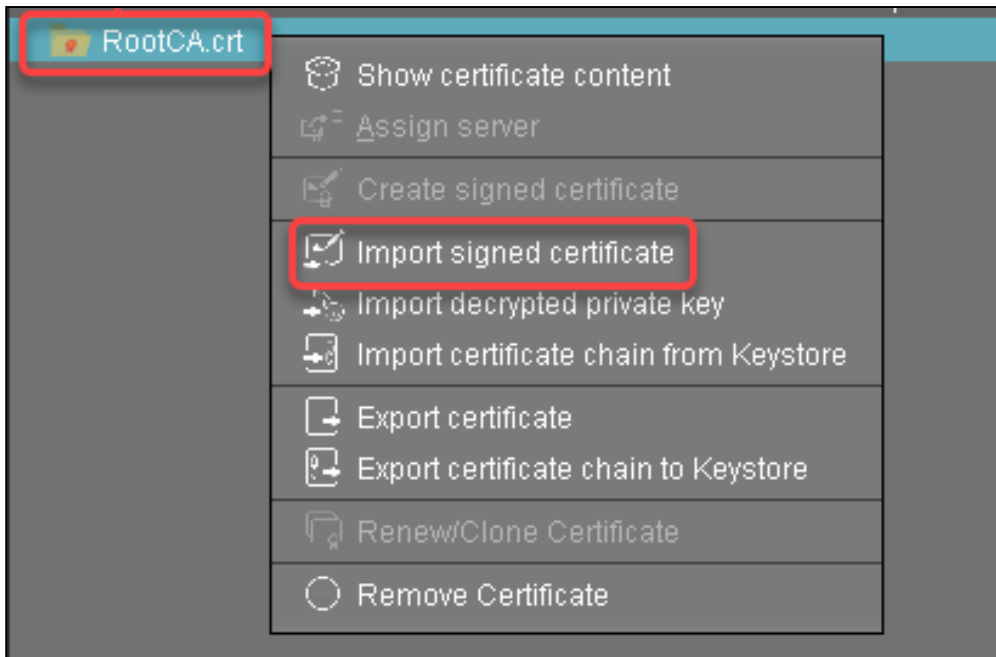 RootCA.crt
Show certificate content
Assign server
Create signed certificate
Import signed certificate
Import decrypted private key
Import certificate chain from Keystore
Export certificate
Export certificate chain to Keystore
Renew/Clone Certificate
Remove Certificate